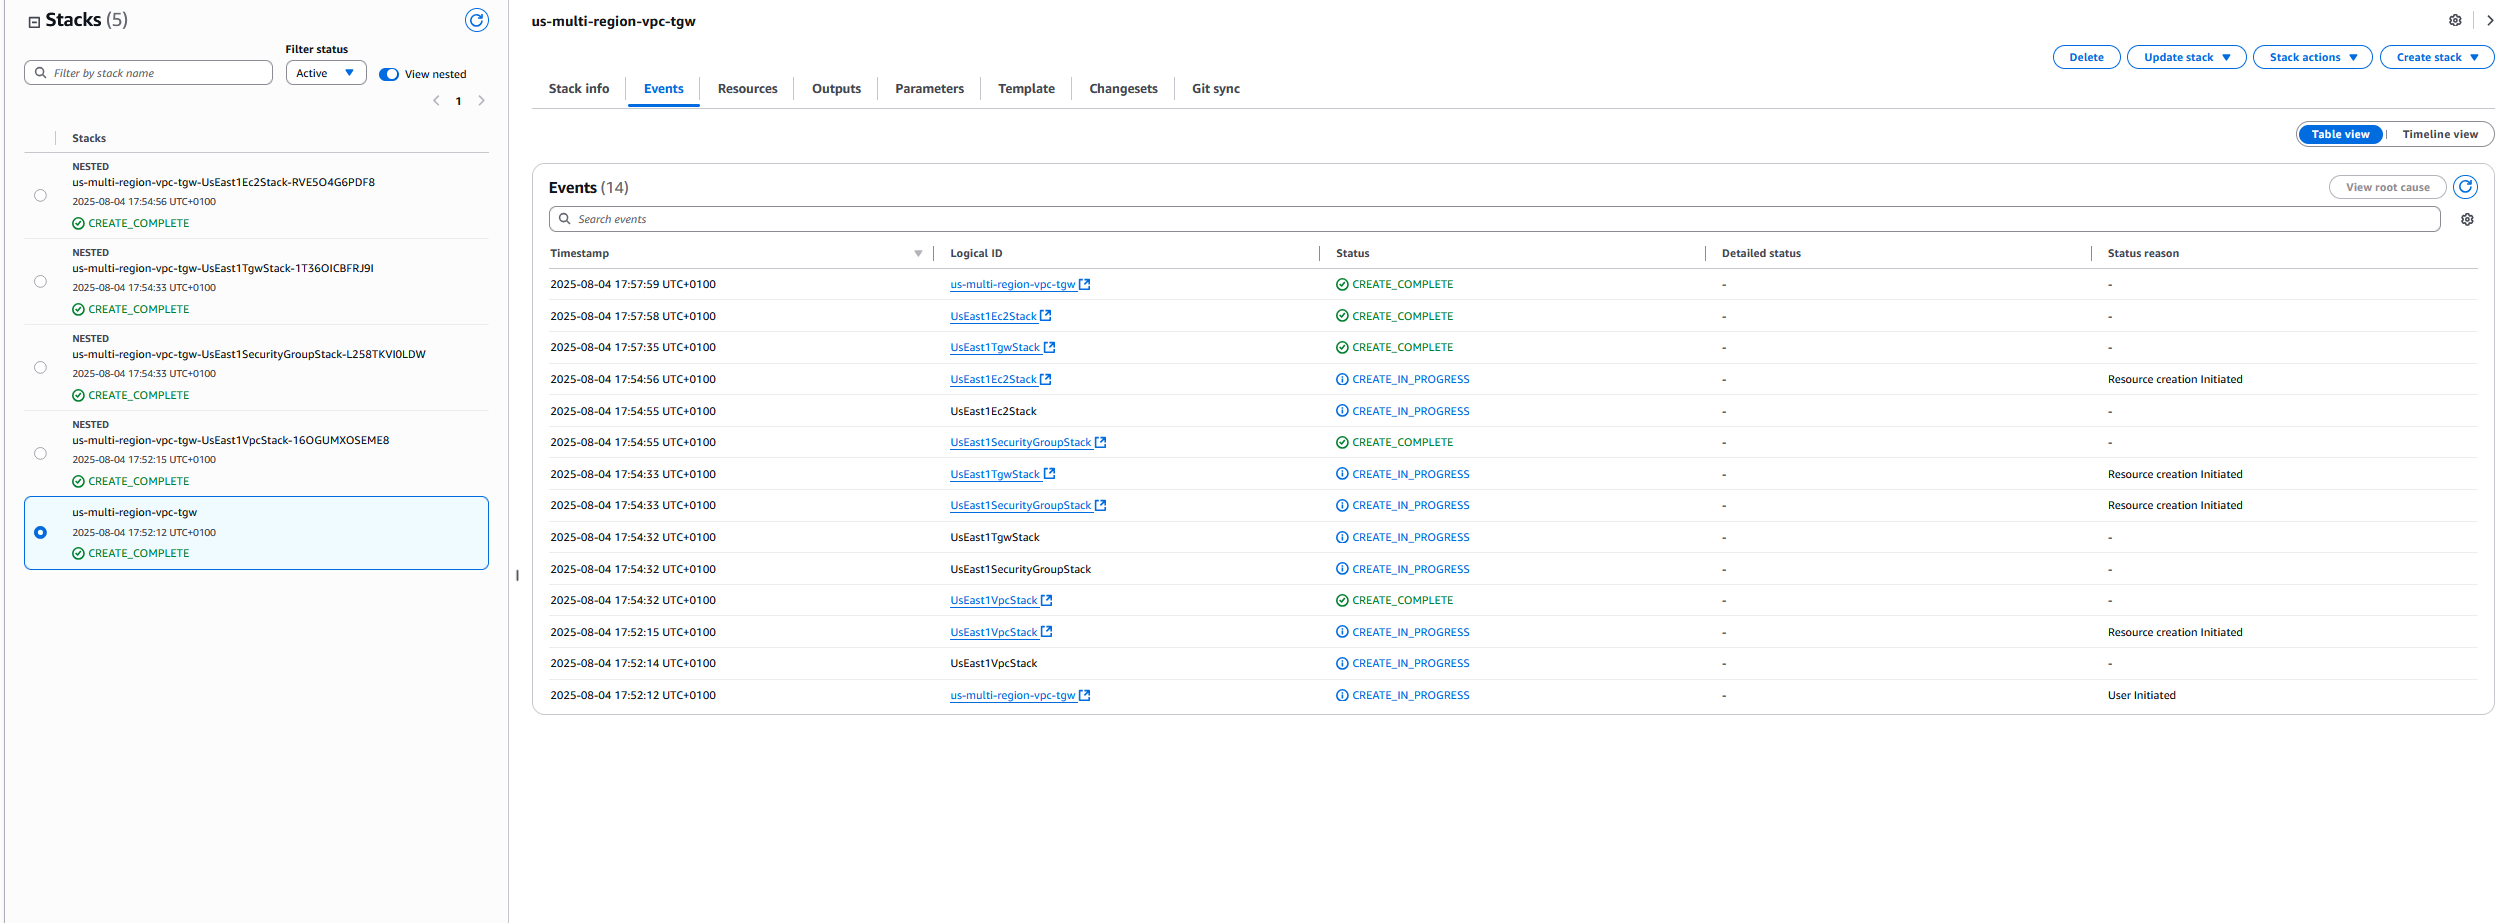 Stacks (5)
Filter status
Filter by stack name
Active
View nested
1
Stacks
NESTED
us-multi-region-vpc-tgw-UsEast1Ec2Stack-RVE5O4G6PDF8
2025-08-04 17:54:56 UTC+0100
CREATE_COMPLETE
NESTED
us-multi-region-vpc-tgw-UsEast1TgwStack-1T36OICBFRJ9I
2025-08-04 17:54:33 UTC+0100
CREATE_COMPLETE
NESTED
us-multi-region-vpc-tgw-UsEast1SecurityGroupStack-L258TKVI0LDW
2025-08-04 17:54:33 UTC+0100
CREATE_COMPLETE
NESTED
us-multi-region-vpc-tgw-UsEast1VpcStack-16OGUMXOSEME8
2025-08-04 17:52:15 UTC+0100
CREATE_COMPLETE
us-multi-region-vpc-tgw
2025-08-04 17:52:12 UTC+0100
CREATE_COMPLETE
us-multi-region-vpc-tgw
Delete Update stack Stack actions Create stack
Stack info Events Resources Outputs Parameters Template Changesets Git sync
Table view Timeline view
Events (14)
View root cause
Search events
Timestamp Logical ID Status Detailed status Status reason
2025-08-04 17:57:59 UTC+0100 us-multi-region-vpc-tgw CREATE_COMPLETE - -
2025-08-04 17:57:58 UTC+0100 UsEast1Ec2Stack CREATE_COMPLETE - -
2025-08-04 17:57:35 UTC+0100 UsEast1TgwStack CREATE_COMPLETE - -
2025-08-04 17:54:56 UTC+0100 UsEast1Ec2Stack CREATE_IN_PROGRESS - Resource creation Initiated
2025-08-04 17:54:55 UTC+0100 UsEast1Ec2Stack CREATE_IN_PROGRESS - -
2025-08-04 17:54:55 UTC+0100 UsEast1SecurityGroupStack CREATE_COMPLETE - -
2025-08-04 17:54:33 UTC+0100 UsEast1TgwStack CREATE_IN_PROGRESS - Resource creation Initiated
2025-08-04 17:54:33 UTC+0100 UsEast1SecurityGroupStack CREATE_IN_PROGRESS - Resource creation Initiated
2025-08-04 17:54:32 UTC+0100 UsEast1TgwStack CREATE_IN_PROGRESS - -
2025-08-04 17:54:32 UTC+0100 UsEast1SecurityGroupStack CREATE_IN_PROGRESS - -
2025-08-04 17:54:32 UTC+0100 UsEast1VpcStack CREATE_COMPLETE - -
2025-08-04 17:52:15 UTC+0100 UsEast1VpcStack CREATE_IN_PROGRESS - Resource creation Initiated
2025-08-04 17:52:14 UTC+0100 UsEast1VpcStack CREATE_IN_PROGRESS - -
2025-08-04 17:52:12 UTC+0100 us-multi-region-vpc-tgw CREATE_IN_PROGRESS - User Initiated